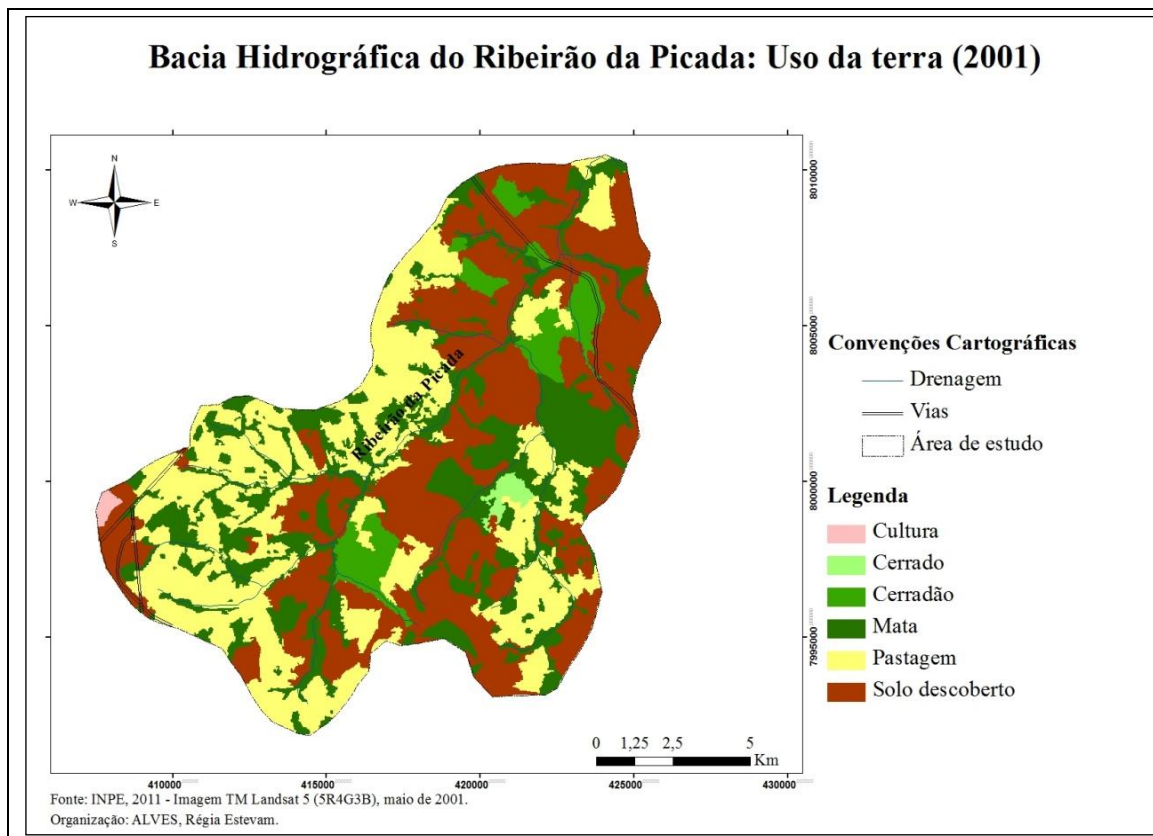 Bacia Hidrográfica do Ribeirão da Picada: Uso da terra (2001)
N
W E
S
Ribeirão da Picada
8010000
8005000
8000000
7995000
Convenções Cartográficas
Drenagem
Vias
Área de estudo
Legenda
Cultura
Cerrado
Cerradão
Mata
Pastagem
Solo descoberto
0 1,25 2,5 5
Km
410000 415000 420000 425000 430000
Fonte: INPE, 2011 - Imagem TM Landsat 5 (5R4G3B), maio de 2001.
Organização: ALVES, Régia Estevam.